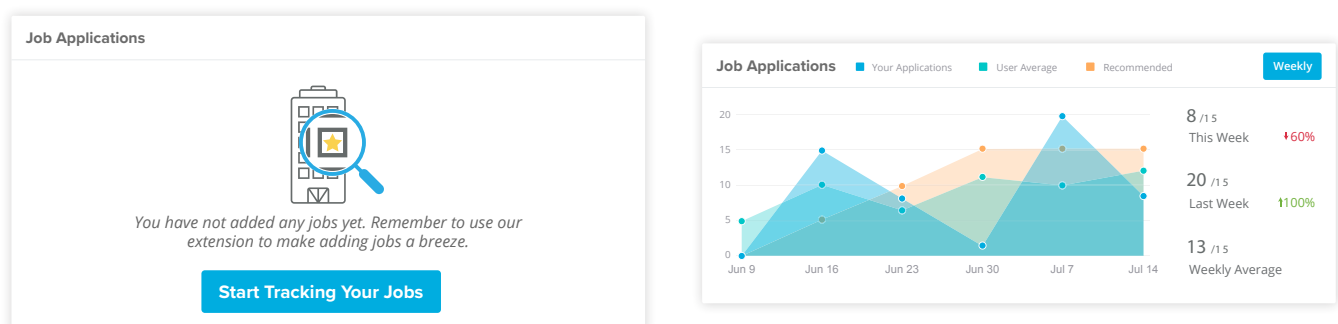 Job Applications
You have not added any jobs yet. Remember to use our
extension to make adding jobs a breeze.
Start Tracking Your Jobs
Job Applications Your Applications User Average Recommended Weekly
20
15
10
5
0
Jun 9 Jun 16 Jun 23 Jun 30 Jul 7 Jul 14
8 /15
This Week 60%
20 /15
Last Week 100%
13 /15
Weekly Average